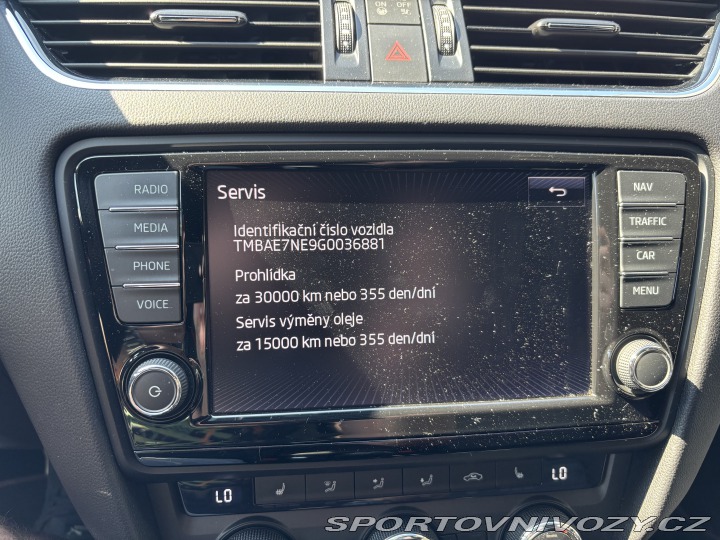 ON OFF
5C
RADIO
MEDIA
PHONE
VOICE
Servis
Identifikační číslo vozidla
TMBAE7NE9G0036881
Prohlídka
za 30000 km nebo 355 den/dní
Servis výměny oleje
za 15000 km nebo 355 den/dní
NAV
TRAFFIC
CAR
MENU
LO
LO
SPORTOVNIVOZY.CZ